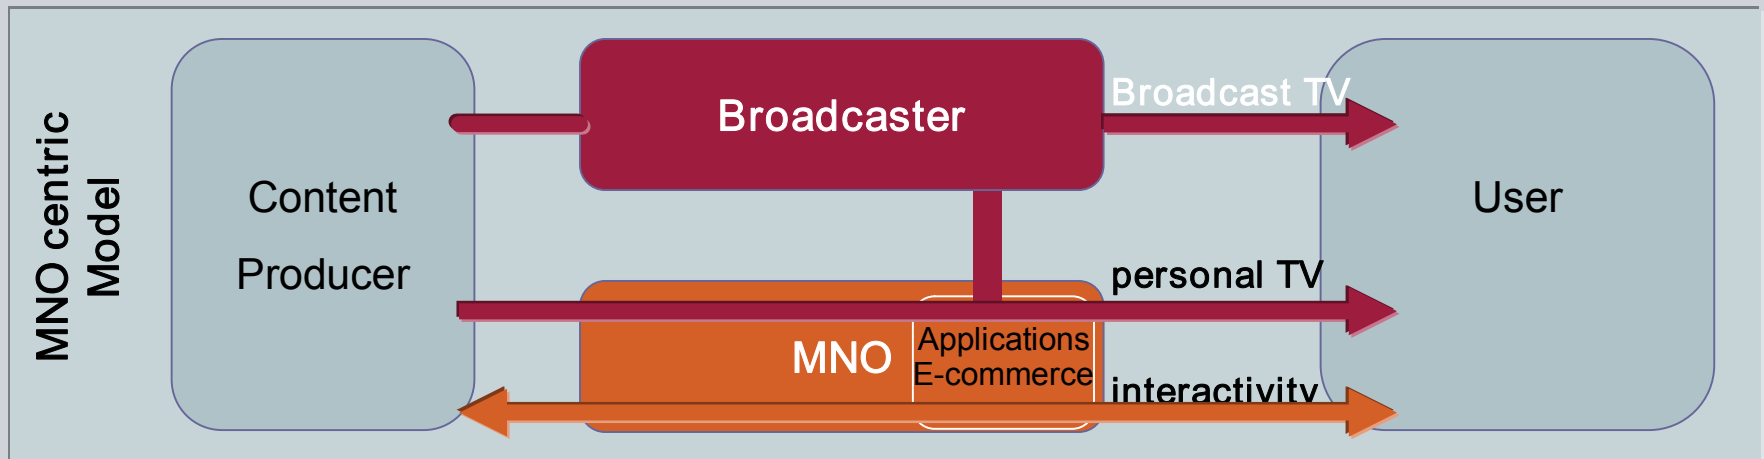 MNO centric
Model
Content
Producer
Broadcaster
Broadcast TV
User
personal TV
MNO
Applications
E-commerce
interactivity